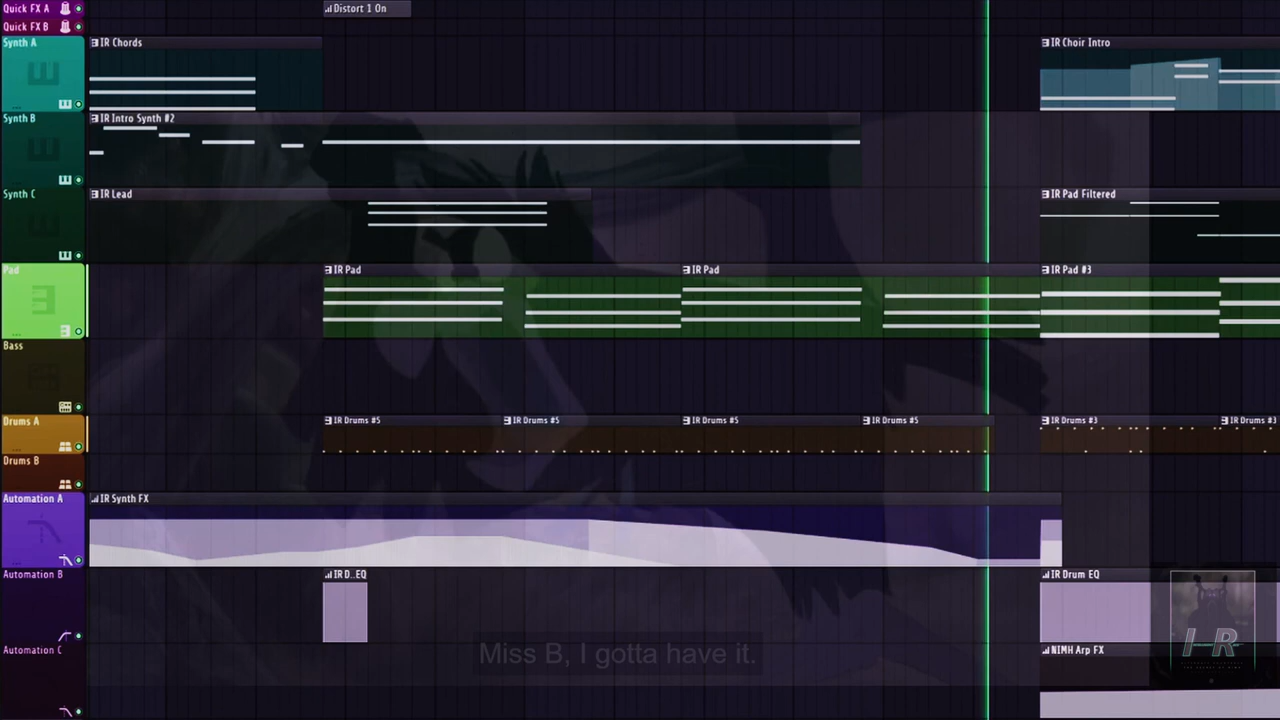 Quick FX A
Distort 1 On
Quick FX B
Synth A
IR Chords
IR Choir Intro
Synth B
IR Intro Synth #2
Synth C
IR Lead
IR Pad Filtered
Pad
IR Pad
IR Pad
IR Pad #3
Bass
Drums A
IR Drums #5
IR Drums #5
IR Drums #5
IR Drums #5
IR Drums #3
IR Drums #3
Drums B
Automation A
IR Synth FX
Automation B
IR D..EQ
IR Drum EQ
Automation C
Miss B, I gotta have it.
I R
NIMH Arp FX